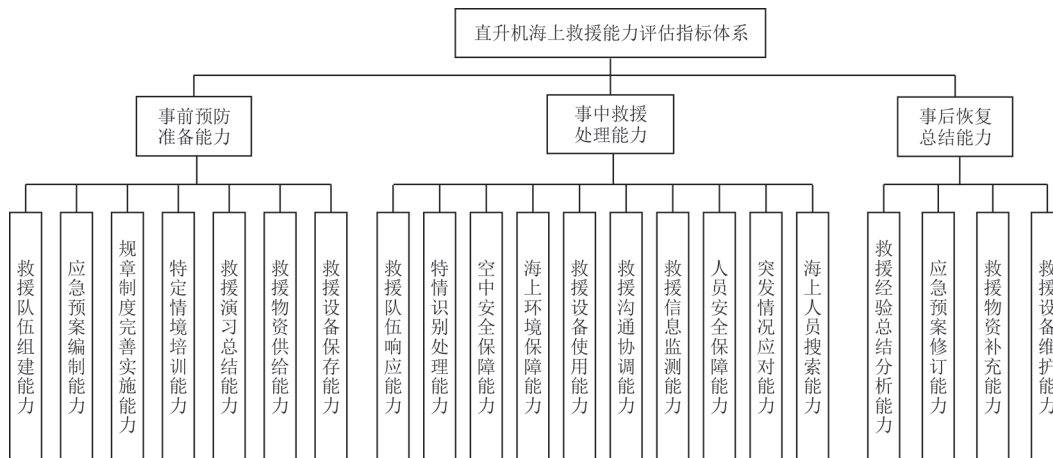 直升机海上救援能力评估指标体系
事前预防
准备能力
事中救援
处理能力
事后恢复
总结能力
救援队伍组建能力
应急预案编制能力
规章制度完善实施能力
特定情境培训能力
救援演习总结能力
救援物资供给能力
救援设备保存能力
救援队伍响应能力
特情识别处理能力
空中安全保障能力
海上环境保障能力
救援设备使用能力
救援沟通协调能力
救援信息监测能力
人员安全保障能力
突发情况应对能力
海上人员搜索能力
救援经验总结分析能力
应急预案修订能力
救援物资补充能力
救援设备维护能力